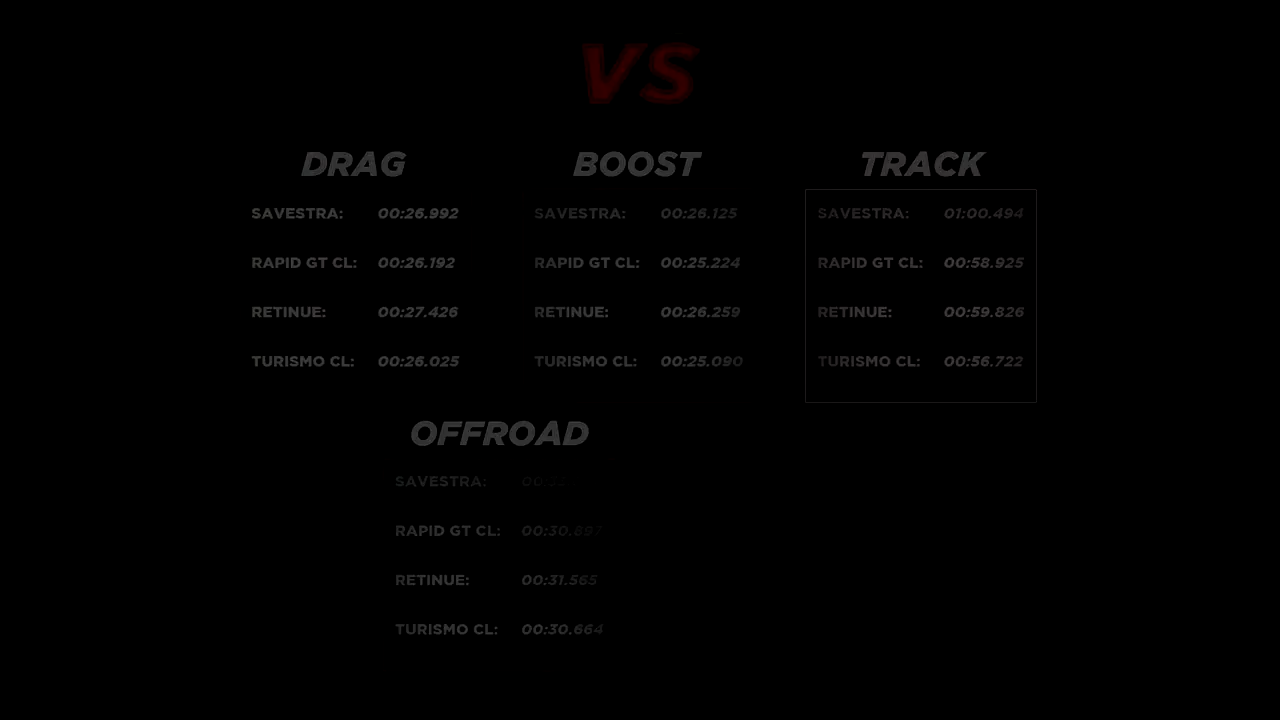 VS
DRAG BOOST TRACK
SAVESTRA: 00:26.992 SAVESTRA: 00:26.125 SAVESTRA: 01:00.494
RAPID GT CL: 00:26.192 RAPID GT CL: 00:25.224 RAPID GT CL: 00:58.925
RETINUE: 00:27.426 RETINUE: 00:26.259 RETINUE: 00:59.826
TURISMO CL: 00:26.025 TURISMO CL: 00:25.090 TURISMO CL: 00:56.722
OFFROAD
SAVESTRA:
RAPID GT CL: 00:30.897
RETINUE: 00:31.565
TURISMO CL: 00:30.664